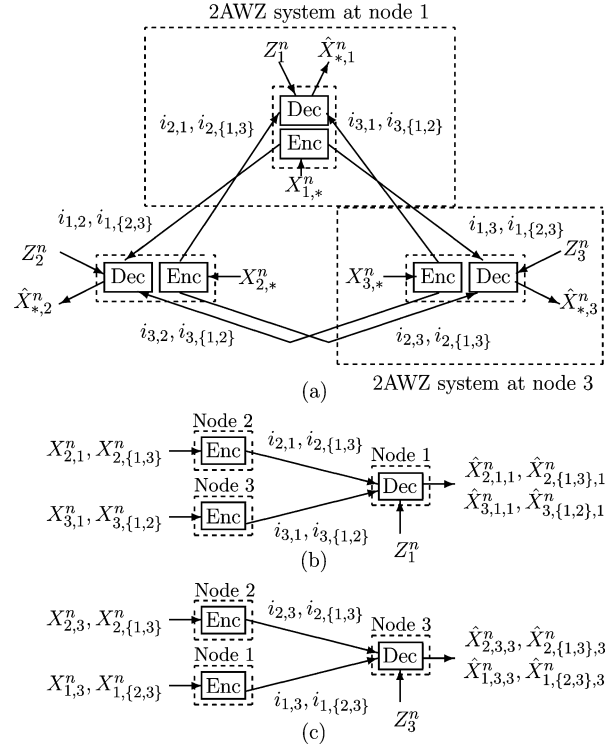 2AWZ system at node 1
Z_1^n X̂_{*,1}^n
Dec
Enc
X_{1,*}^n
i_{2,1}, i_{2,{1,3}}
i_{3,1}, i_{3,{1,2}}
i_{1,2}, i_{1,{2,3}}
i_{1,3}, i_{1,{2,3}}
Z_2^n
Dec Enc X_{2,*}^n
X̂_{*,2}^n
X_{3,*}^n Enc Dec
Z_3^n
X̂_{*,3}^n
i_{3,2}, i_{3,{1,2}}
i_{2,3}, i_{2,{1,3}}
2AWZ system at node 3
(a)
Node 2
X_{2,1}^n, X_{2,{1,3}}^n Enc i_{2,1}, i_{2,{1,3}}
Node 3
X_{3,1}^n, X_{3,{1,2}}^n Enc i_{3,1}, i_{3,{1,2}}
Node 1
Dec
Z_1^n
X̂_{2,1,1}^n, X̂_{2,{1,3},1}^n
X̂_{3,1,1}^n, X̂_{3,{1,2},1}^n
(b)
Node 2
X_{2,3}^n, X_{2,{1,3}}^n Enc i_{2,3}, i_{2,{1,3}}
Node 1
X_{1,3}^n, X_{1,{2,3}}^n Enc i_{1,3}, i_{1,{2,3}}
Node 3
Dec
Z_3^n
X̂_{2,3,3}^n, X̂_{2,{1,3},3}^n
X̂_{1,3,3}^n, X̂_{1,{2,3},3}^n
(c)